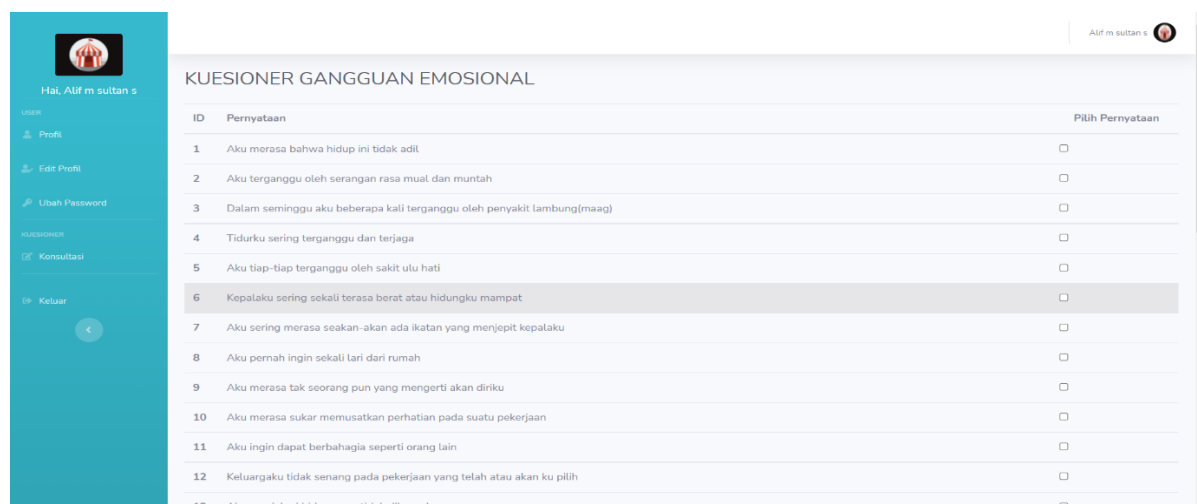 Alif m sultan s
Hai, Alif m sultan s
USER
Profil
Edit Profil
Ubah Password
KUESIONER
Konsultasi
Keluar
KUESIONER GANGGUAN EMOSIONAL
ID Pernyataan Pilih Pernyataan
1 Aku merasa bahwa hidup ini tidak adil
2 Aku terganggu oleh serangan rasa mual dan muntah
3 Dalam seminggu aku beberapa kali terganggu oleh penyakit lambung(maag)
4 Tidurku sering terganggu dan terjaga
5 Aku tiap-tiap terganggu oleh sakit ulu hati
6 Kepalaku sering sekali terasa berat atau hidungku mampat
7 Aku sering merasa seakan-akan ada ikatan yang menjepit kepalaku
8 Aku pernah ingin sekali lari dari rumah
9 Aku merasa tak seorang pun yang mengerti akan diriku
10 Aku merasa sukar memusatkan perhatian pada suatu pekerjaan
11 Aku ingin dapat berbahagia seperti orang lain
12 Keluargaku tidak senang pada pekerjaan yang telah atau akan ku pilih